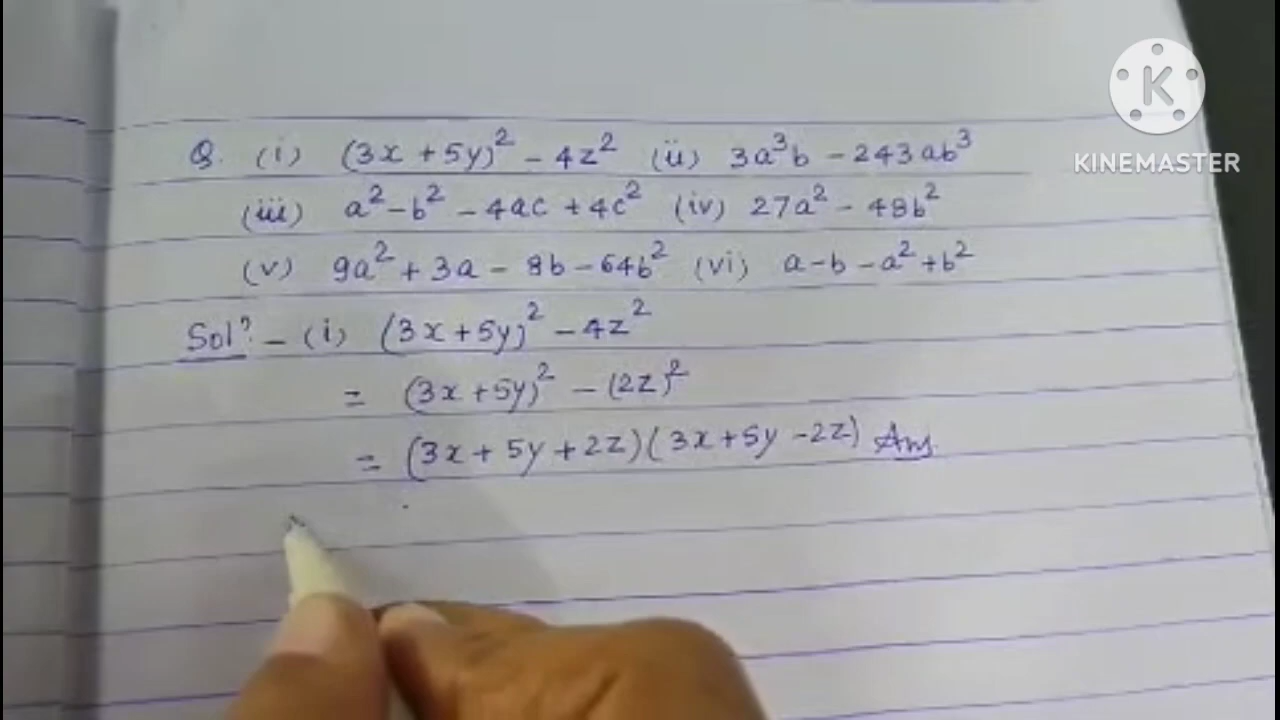 Q. (i) (3x + 5y)² - 4z² (ii) 3a³b - 243ab³
(iii) a² - b² - 4ac + 4c² (iv) 27a² - 48b²
(v) 9a² + 3a - 8b - 64b² (vi) a - b - a² + b²
Solⁿ. - (i) (3x + 5y)² - 4z²
= (3x + 5y)² - (2z)²
= (3x + 5y + 2z)(3x + 5y - 2z) Ans.
K
KINEMASTER